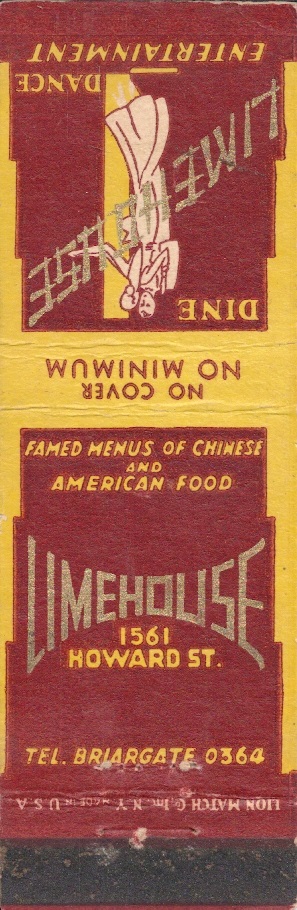 FAMED MENUS OF CHINESE
AND
AMERICAN FOOD
LIMEHOUSE
1561
HOWARD ST.
TEL. BRIARGATE 0364
LION MATCH CO., INC. N.Y. MADE IN U.S.A.
NO COVER
NO MINIMUM
DINE
LIMEHOUSE
DANCE
ENTERTAINMENT